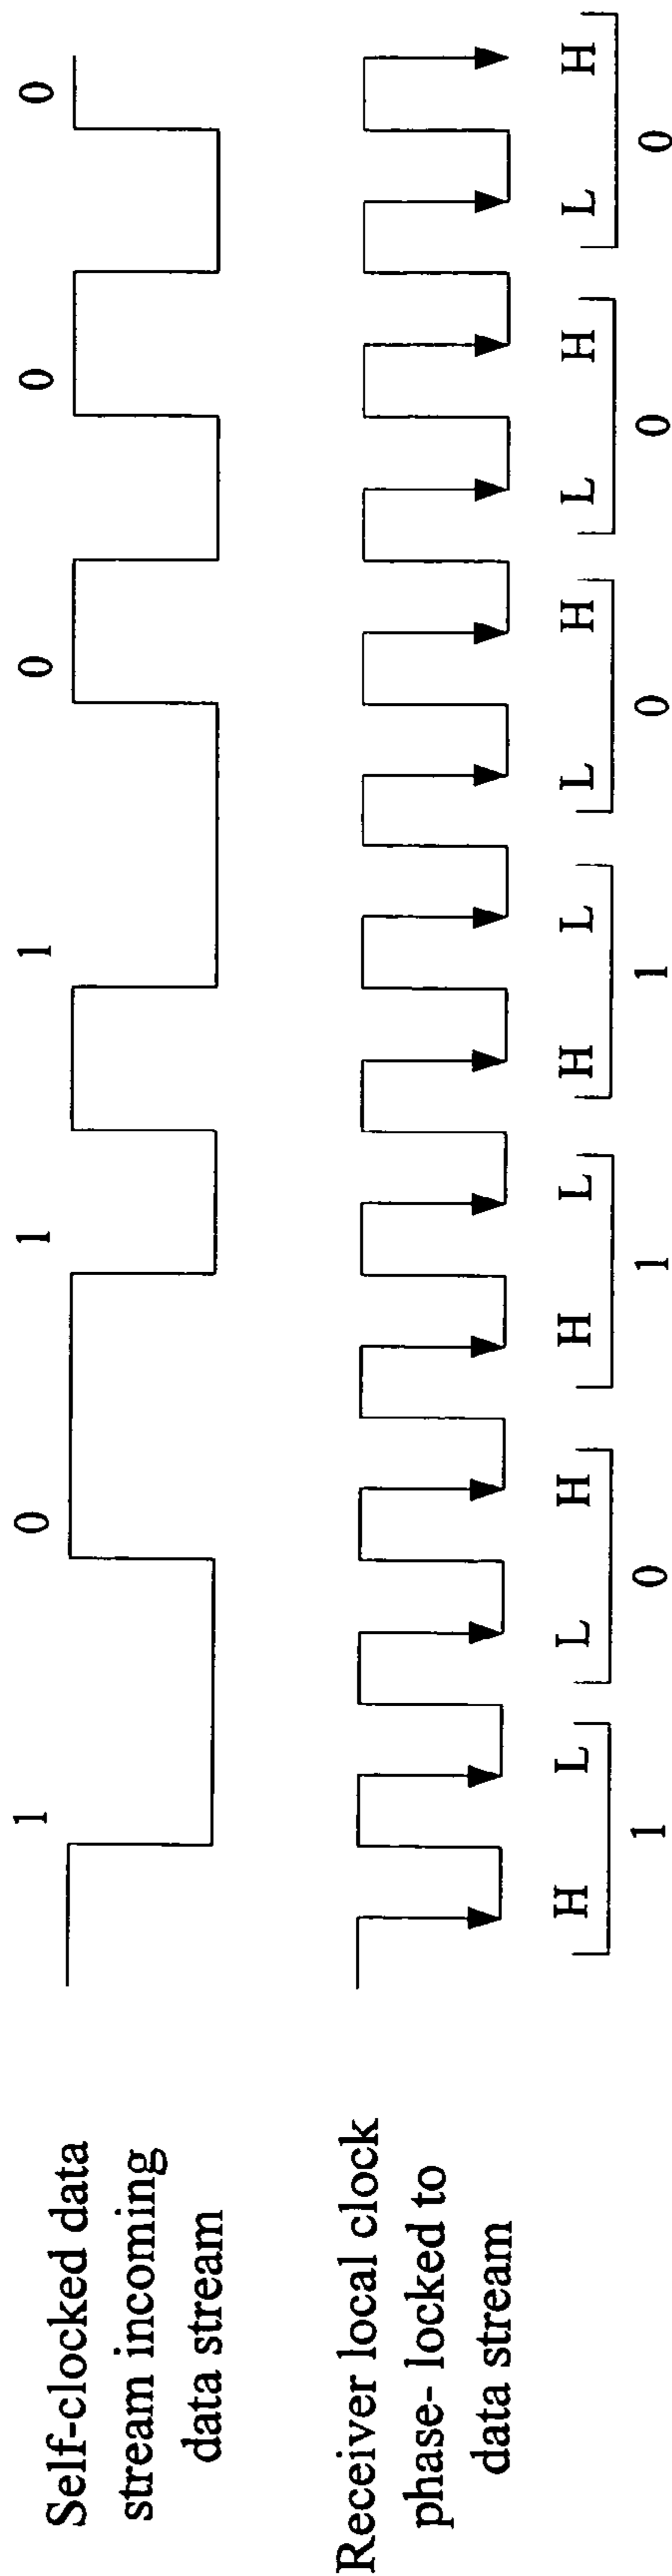 1 0 1 1 0 0 0
Self-clocked data
stream incoming
data stream
Receiver local clock
phase- locked to
data stream
H L L H H L H L L H L H L H
1 0 1 1 0 0 0